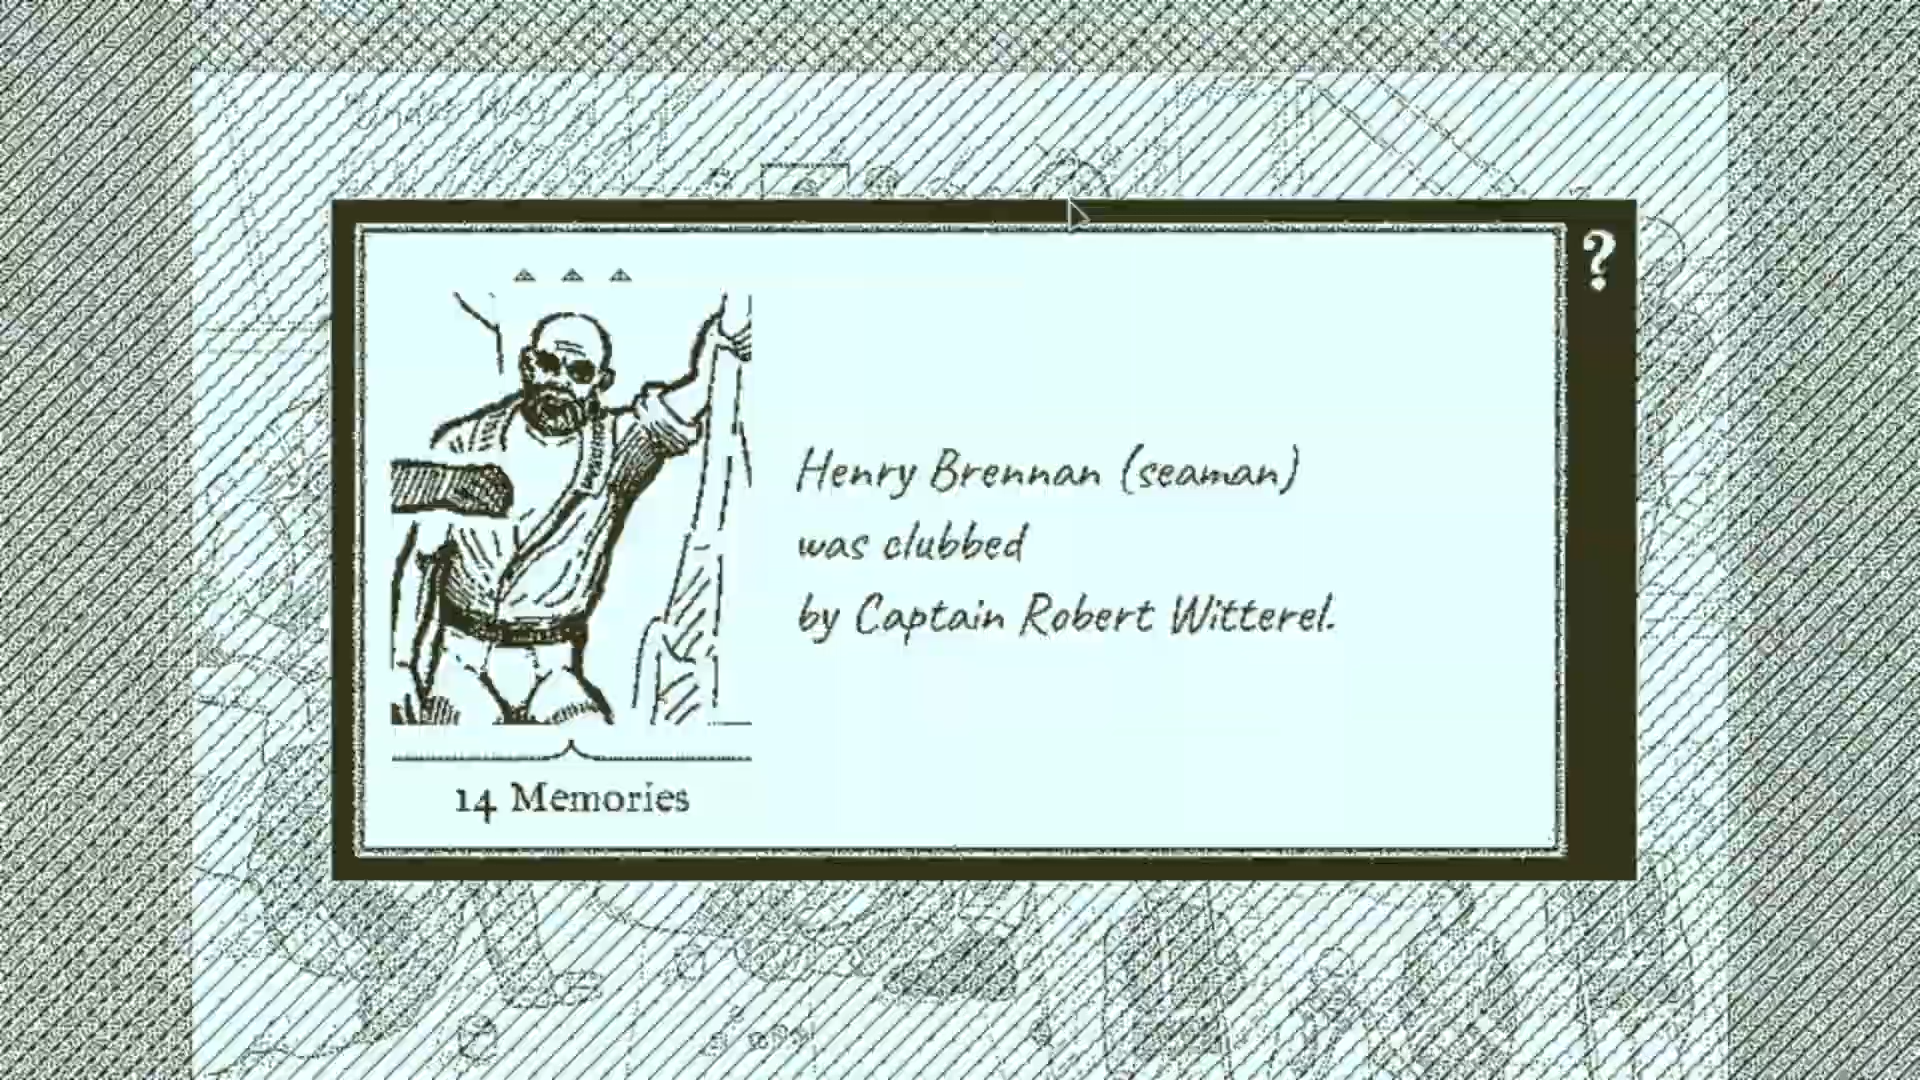 ?
Henry Brennan (seaman)
was clubbed
by Captain Robert Witterel.
14 Memories